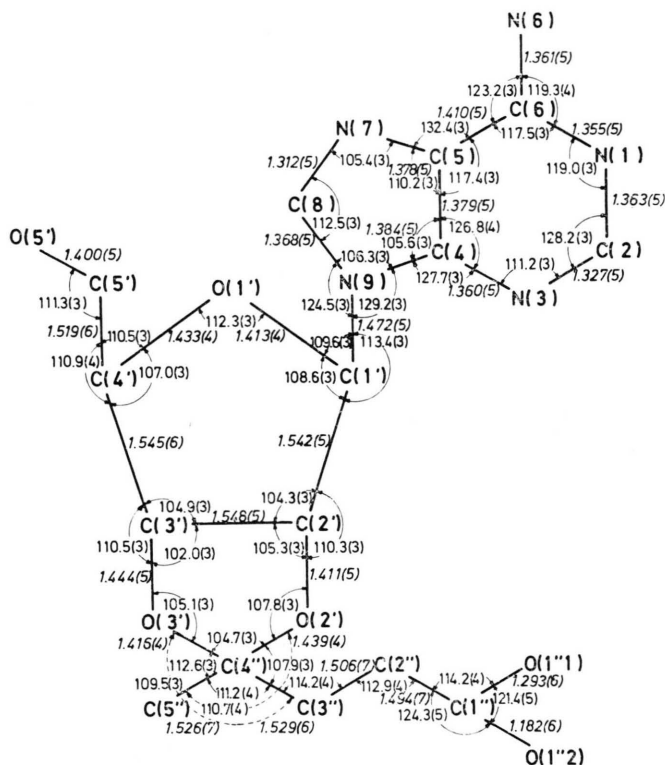 N(6)
1.361(5)
123.2(3) 119.3(4)
1.410(5) C(6)
N(7) 132.4(3) 117.5(3) 1.355(5)
105.4(3) 1.378(5) C(5) N(1)
1.312(5) 110.2(3) 117.4(3) 119.0(3)
C(8) 1.379(5) 1.363(5)
112.5(3) 1.384(5) 126.8(4)
O(5') 1.368(5) 105.6(3) C(4) 128.2(3) C(2)
1.400(5) 106.3(3) 127.7(3) 111.2(3) 1.327(5)
C(5') O(1') N(9) 1.360(5) N(3)
111.3(3) 124.5(3) 129.2(3)
1.519(6) 110.5(3) 112.3(3) 1.472(5)
1.433(4) 1.413(4) 109.6(3) 113.4(3)
110.9(4) 107.0(3)
C(4') 108.6(3) C(1')
1.545(6) 1.542(5)
104.9(3) 104.3(3)
C(3') 1.548(5) C(2')
110.5(3) 102.0(3) 105.3(3) 110.3(3)
1.444(5) 1.411(5)
105.1(3) 107.8(3)
O(3') O(2')
1.416(4) 104.7(3) 1.439(4)
112.6(3) C(4'') 107.9(3) 1.506(7) C(2'') 114.2(4) O(1''1)
109.5(3) 111.2(4) 114.2(4) 112.9(4) 1.293(6)
C(5'') 110.7(4) C(3'') 1.494(7) C(1'') 121.4(5)
1.526(7) 1.529(6) 124.3(5) 1.182(6)
O(1''2)